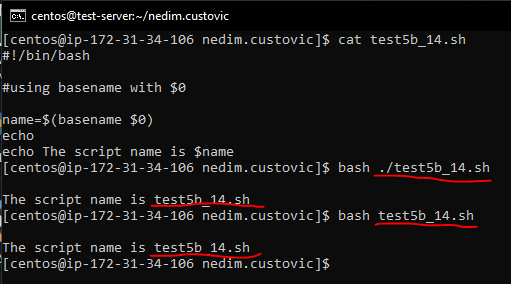 centos@test-server:~/nedim.custovic
[centos@ip-172-31-34-106 nedim.custovic]$ cat test5b_14.sh
#!/bin/bash
#using basename with $0
name=$(basename $0)
echo
echo The script name is $name
[centos@ip-172-31-34-106 nedim.custovic]$ bash ./test5b_14.sh
The script name is test5b_14.sh
[centos@ip-172-31-34-106 nedim.custovic]$ bash test5b_14.sh
The script name is test5b_14.sh
[centos@ip-172-31-34-106 nedim.custovic]$